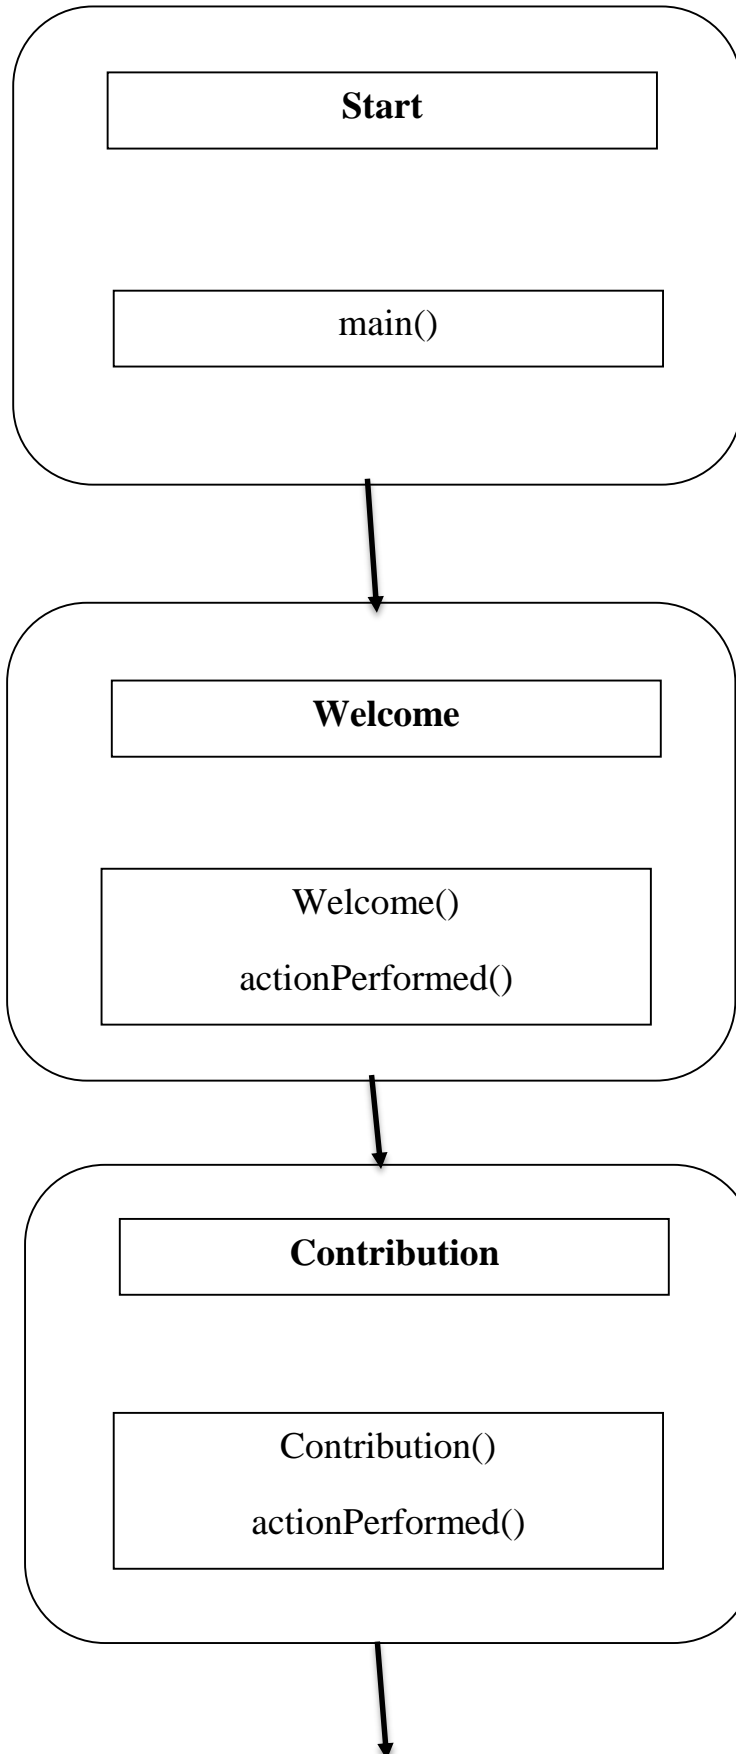 Start
main()
Welcome
Welcome()
actionPerformed()
Contribution
Contribution()
actionPerformed()